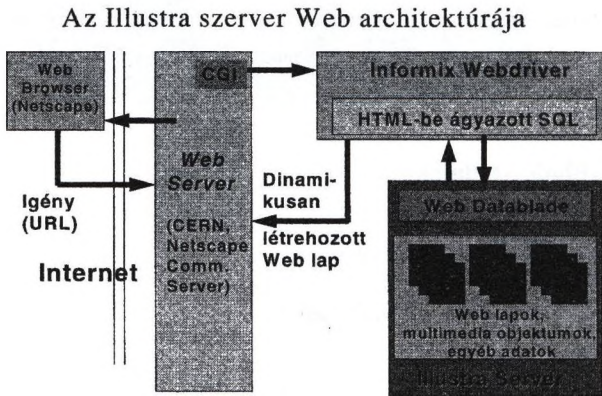 Az Illustra szerver Web architektúrája
Web
Browser
(Netscape)
Igény
(URL)
Internet
CGI
Web
Server
(CERN,
Netscape
Comm.
Server)
Informix Webdriver
HTML-be ágyazott SQL
Dinami-
kusan
létrehozott
Web lap
Web Datablade
Web lapok,
multimedia objektumok,
egyéb adatok
Illustra Server